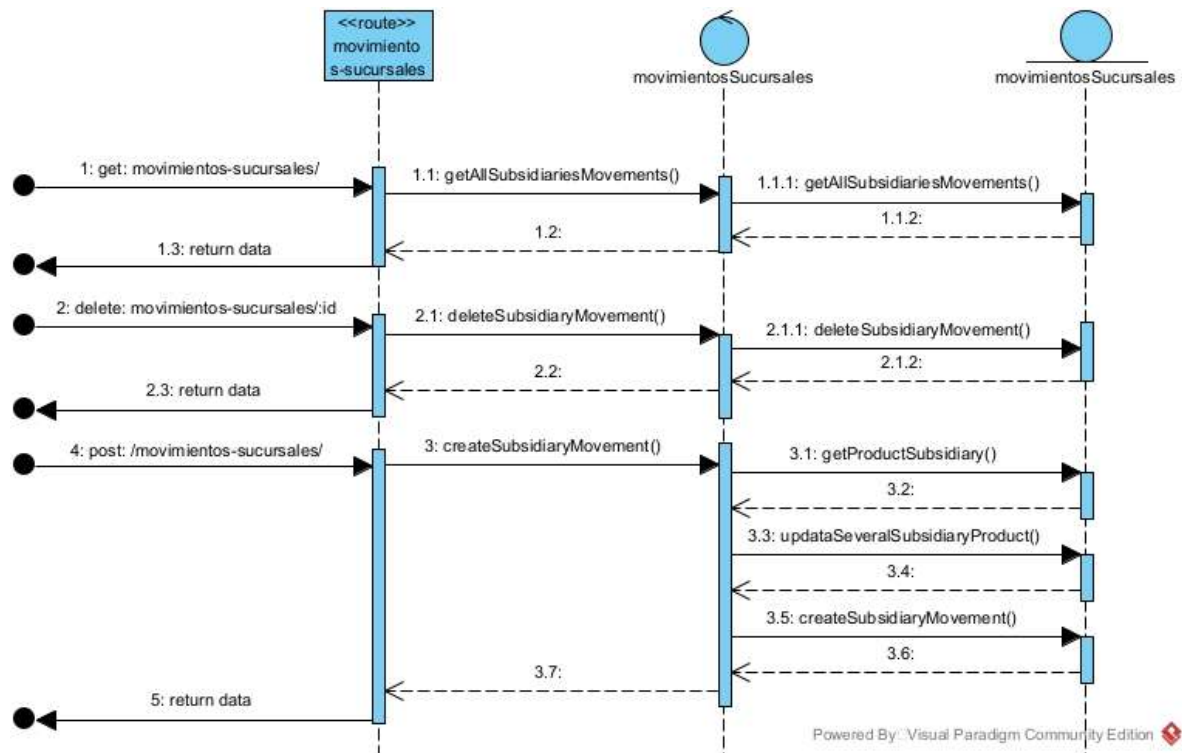 <<route>>
movimiento
s-sucursales
movimientosSucursales
movimientosSucursales
1: get: movimientos-sucursales/
1.1: getAllSubsidiariesMovements()
1.1.1: getAllSubsidiariesMovements()
1.1.2:
1.2:
1.3: return data
2: delete: movimientos-sucursales/:id
2.1: deleteSubsidiaryMovement()
2.1.1: deleteSubsidiaryMovement()
2.1.2:
2.2:
2.3: return data
4: post: /movimientos-sucursales/
3: createSubsidiaryMovement()
3.1: getProductSubsidiary()
3.2:
3.3: updataSeveralSubsidiaryProduct()
3.4:
3.5: createSubsidiaryMovement()
3.6:
3.7:
5: return data
Powered By Visual Paradigm Community Edition